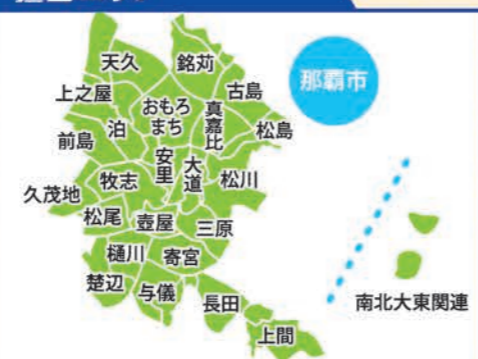 天久
銘苅
那覇市
上之屋
古島
おもろ
まち
真嘉比
泊
前島
松島
安里
大道
牧志
松川
久茂地
松尾
壺屋
三原
樋川
寄宮
楚辺
与儀
長田
南北大東関連
上間